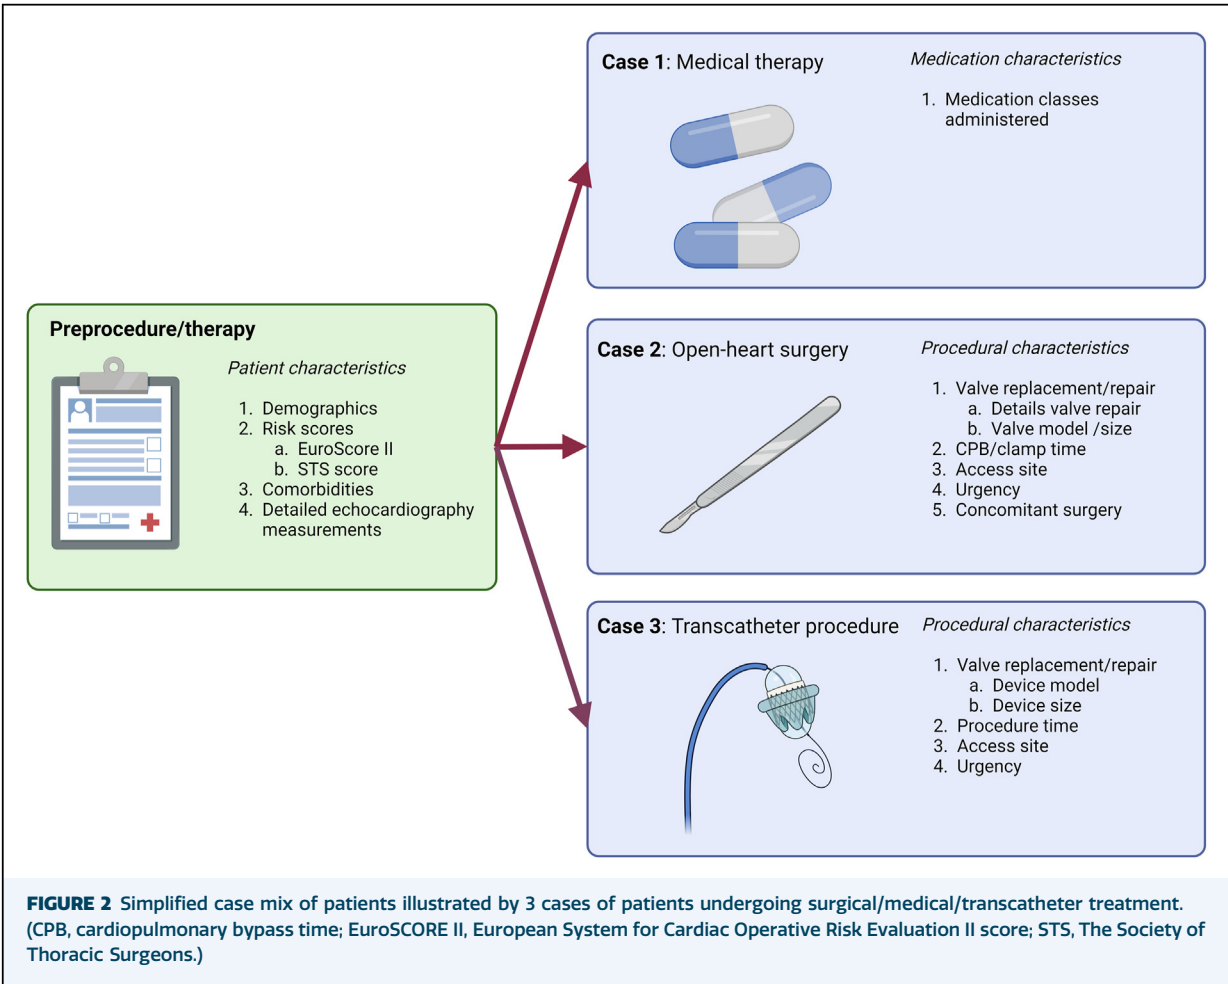 Preprocedure/therapy
Patient characteristics
1. Demographics
2. Risk scores
a. EuroScore II
b. STS score
3. Comorbidities
4. Detailed echocardiography
measurements
Case 1: Medical therapy
Medication characteristics
1. Medication classes
administered
Case 2: Open-heart surgery
Procedural characteristics
1. Valve replacement/repair
a. Details valve repair
b. Valve model /size
2. CPB/clamp time
3. Access site
4. Urgency
5. Concomitant surgery
Case 3: Transcatheter procedure
Procedural characteristics
1. Valve replacement/repair
a. Device model
b. Device size
2. Procedure time
3. Access site
4. Urgency
FIGURE 2 Simplified case mix of patients illustrated by 3 cases of patients undergoing surgical/medical/transcatheter treatment.
(CPB, cardiopulmonary bypass time; EuroSCORE II, European System for Cardiac Operative Risk Evaluation II score; STS, The Society of
Thoracic Surgeons.)